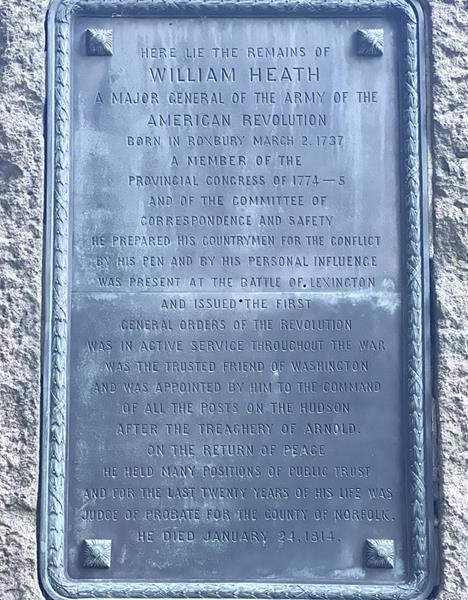 HERE LIE THE REMAINS OF
WILLIAM HEATH
A MAJOR GENERAL OF THE ARMY OF THE
AMERICAN REVOLUTION
BORN IN ROXBURY MARCH 2. 1737
A MEMBER OF THE
PROVINCIAL CONGRESS OF 1774—5
AND OF THE COMMITTEE OF
CORRESPONDENCE AND SAFETY
HE PREPARED HIS COUNTRYMEN FOR THE CONFLICT
BY HIS PEN AND BY HIS PERSONAL INFLUENCE
WAS PRESENT AT THE BATTLE OF LEXINGTON
AND ISSUED THE FIRST
GENERAL ORDERS OF THE REVOLUTION
WAS IN ACTIVE SERVICE THROUGHOUT THE WAR
WAS THE TRUSTED FRIEND OF WASHINGTON
AND WAS APPOINTED BY HIM TO THE COMMAND
OF ALL THE POSTS ON THE HUDSON
AFTER THE TREACHERY OF ARNOLD.
ON THE RETURN OF PEACE
HE HELD MANY POSITIONS OF PUBLIC TRUST
AND FOR THE LAST TWENTY YEARS OF HIS LIFE WAS
JUDGE OF PROBATE FOR THE COUNTY OF NORFOLK.
HE DIED JANUARY 24, 1814.